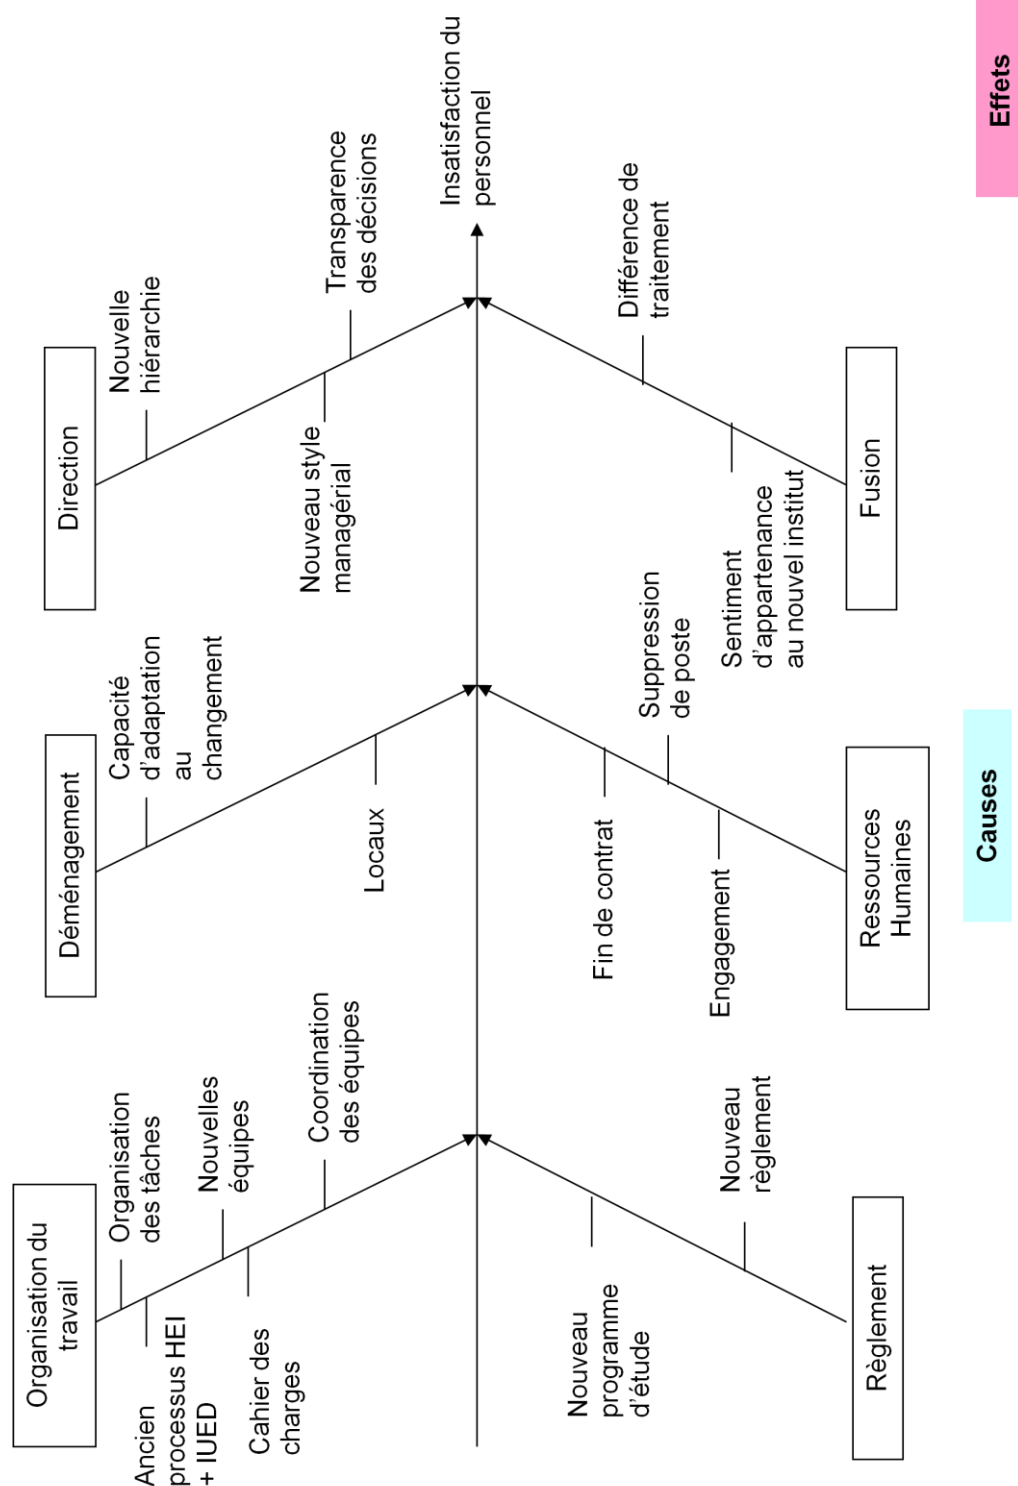 Organisation du
travail
Organisation
des tâches
Ancien
processus HEI
+ IUED
Nouvelles
équipes
Cahier des
charges
Coordination
des équipes
Déménagement
Capacité
d'adaptation
au
changement
Locaux
Direction
Nouvelle
hiérarchie
Nouveau style
managérial
Transparence
des décisions
Insatisfaction du
personnel
Nouveau
programme
d'étude
Nouveau
règlement
Règlement
Fin de contrat
Suppression
de poste
Engagement
Ressources
Humaines
Différence de
traitement
Sentiment
d'appartenance
au nouvel institut
Fusion
Causes
Effets